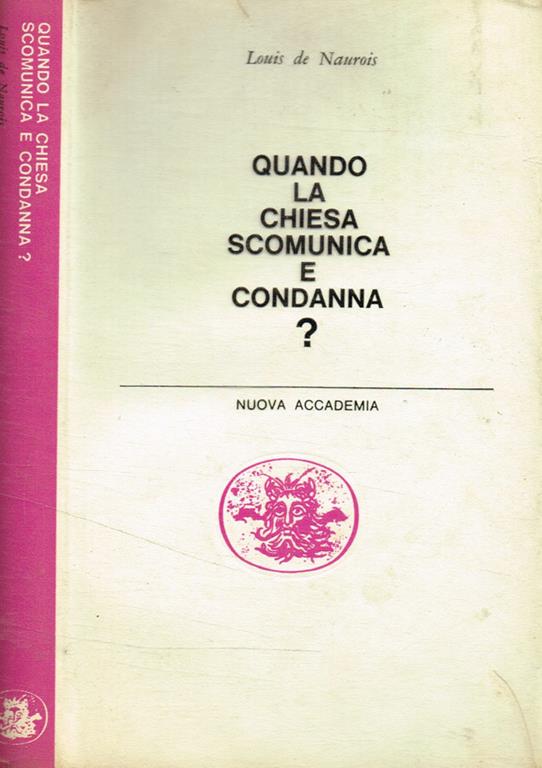 QUANDO LA CHIESA
SCOMUNICA E CONDANNA ?
Louis de Naurois
Louis de Naurois
QUANDO
LA
CHIESA
SCOMUNICA
E
CONDANNA
?
NUOVA ACCADEMIA